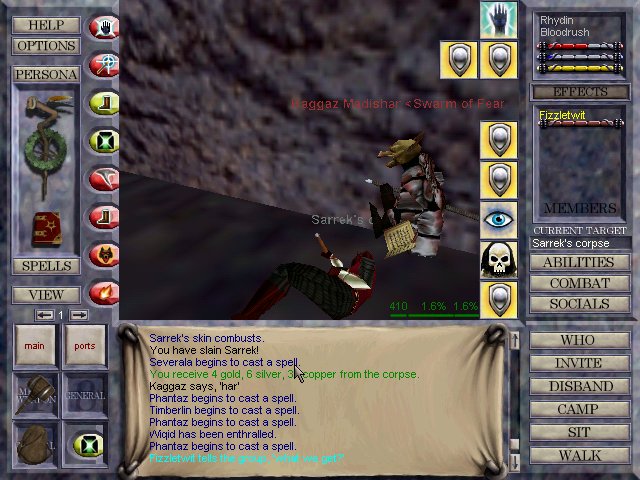 HELP
OPTIONS
PERSONA
SPELLS
VIEW
1
main
ports
GENERAL
Kaggaz Madishar <Swarm of Fear
Sarrek's
410 1.6% 1.6%
Sarrek's skin combusts.
You have slain Sarrek!
Severala begins to cast a spell.
You receive 4 gold, 6 silver, copper from the corpse.
Kaggaz says, 'har'
Phantaz begins to cast a spell.
Timberlin begins to cast a spell.
Phantaz begins to cast a spell.
Wiqid has been enthralled.
Phantaz begins to cast a spell.
Fizzletwit tells the group, 'what we get?'
Rhydin
Bloodrush
EFFECTS
Fizzletwit
MEMBERS
CURRENT TARGET
Sarrek's corpse
ABILITIES
COMBAT
SOCIALS
WHO
INVITE
DISBAND
CAMP
SIT
WALK